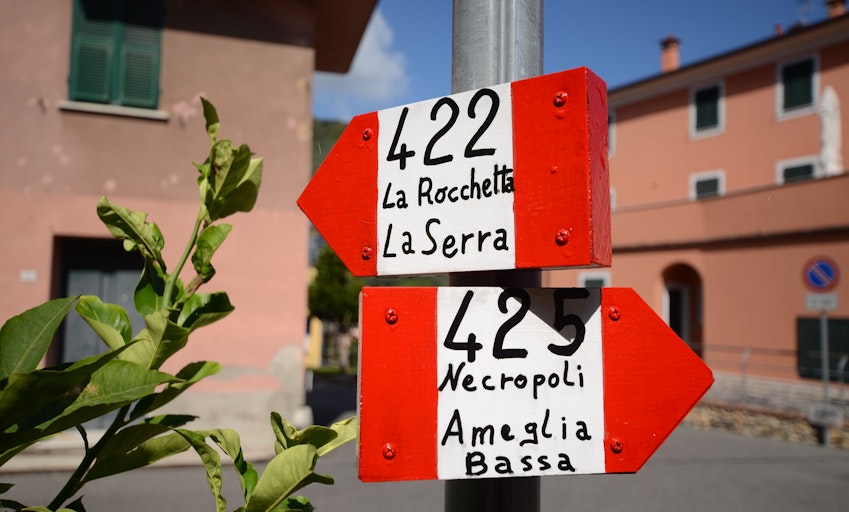 422
La Rocchetta
La Serra
425
Necropoli
Ameglia
Bassa